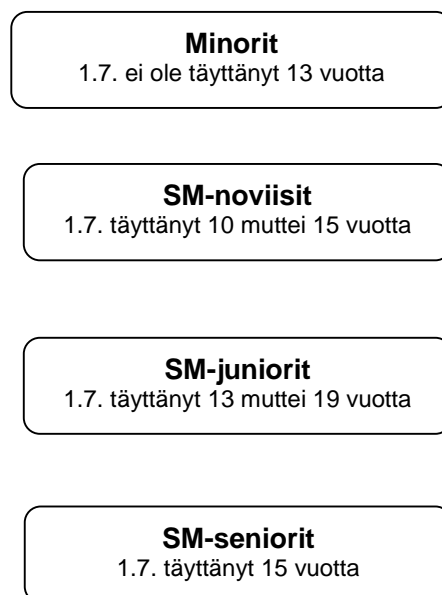 Minorit
1.7. ei ole täyttänyt 13 vuotta
SM-noviisit
1.7. täyttänyt 10 muttei 15 vuotta
SM-juniorit
1.7. täyttänyt 13 muttei 19 vuotta
SM-seniorit
1.7. täyttänyt 15 vuotta